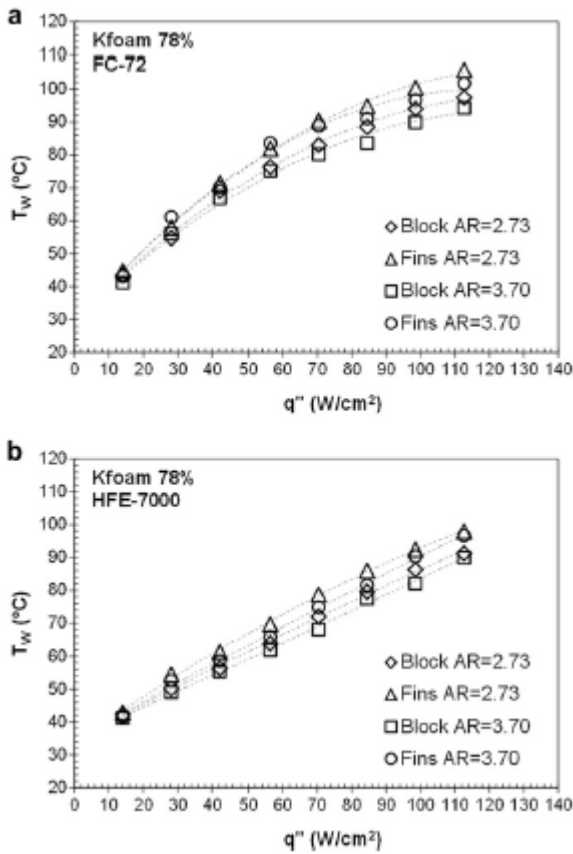 a
Kfoam 78%
FC-72
120
110
100
90
80
70
60
50
40
30
20
T_W (°C)
◇ Block AR=2.73
△ Fins AR=2.73
□ Block AR=3.70
○ Fins AR=3.70
0 10 20 30 40 50 60 70 80 90 100 110 120 130 140
q" (W/cm²)
b
Kfoam 78%
HFE-7000
120
110
100
90
80
70
60
50
40
30
20
T_W (°C)
◇ Block AR=2.73
△ Fins AR=2.73
□ Block AR=3.70
○ Fins AR=3.70
0 10 20 30 40 50 60 70 80 90 100 110 120 130 140
q" (W/cm²)